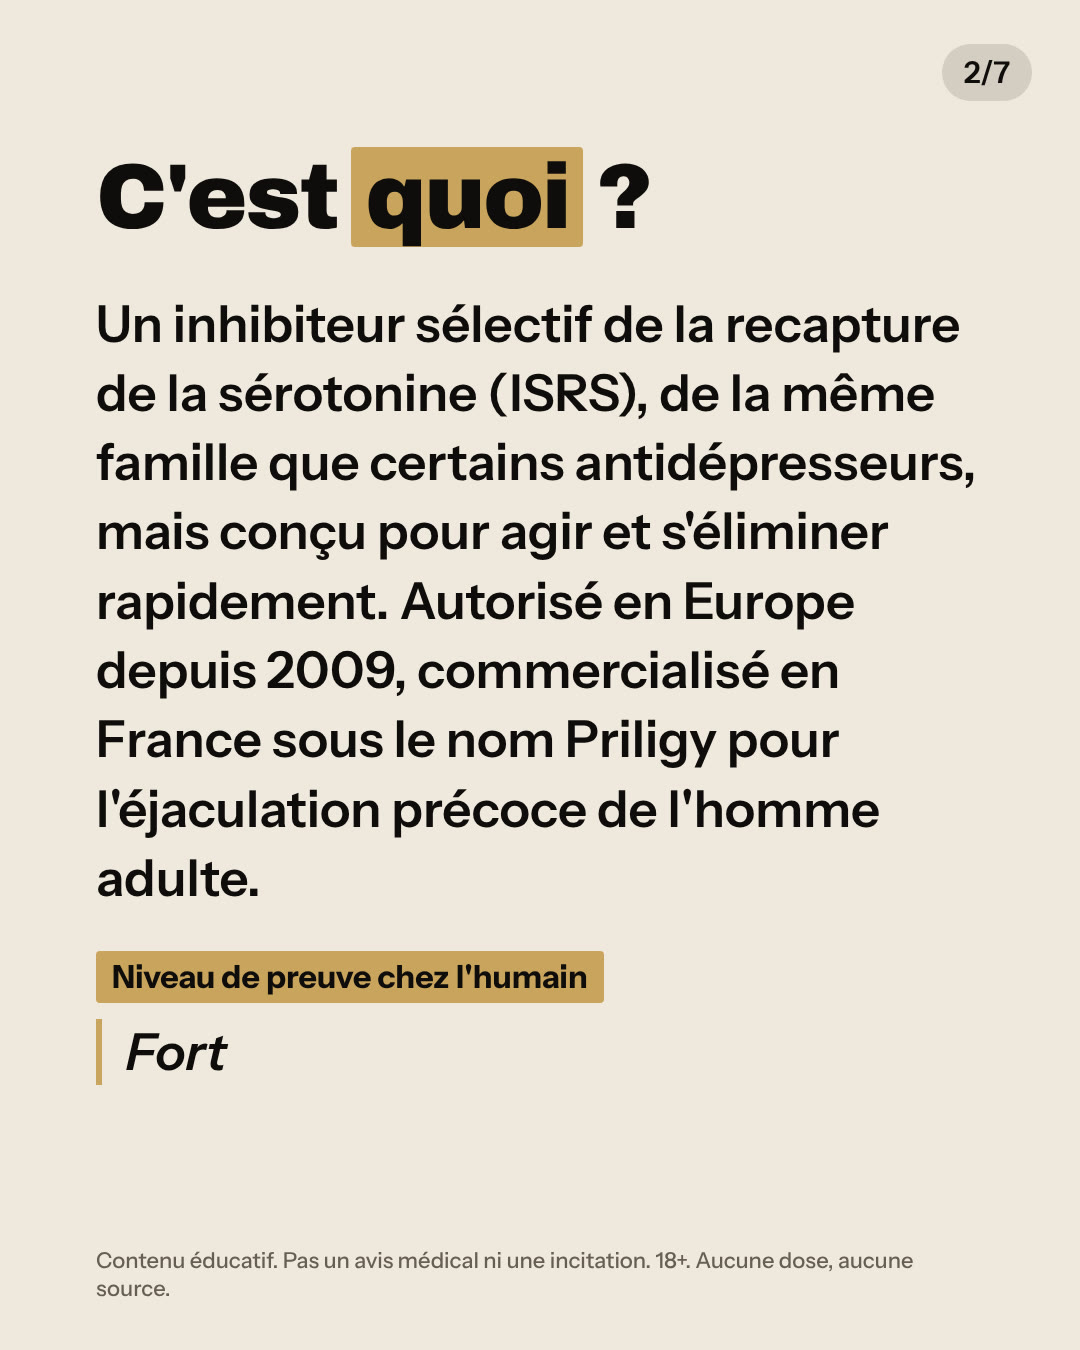 2/7
C'est quoi ?
Un inhibiteur sélectif de la recapture
de la sérotonine (ISRS), de la même
famille que certains antidépresseurs,
mais conçu pour agir et s'éliminer
rapidement. Autorisé en Europe
depuis 2009, commercialisé en
France sous le nom Priligy pour
l'éjaculation précoce de l'homme
adulte.
Niveau de preuve chez l'humain
Fort
Contenu éducatif. Pas un avis médical ni une incitation. 18+. Aucune dose, aucune
source.